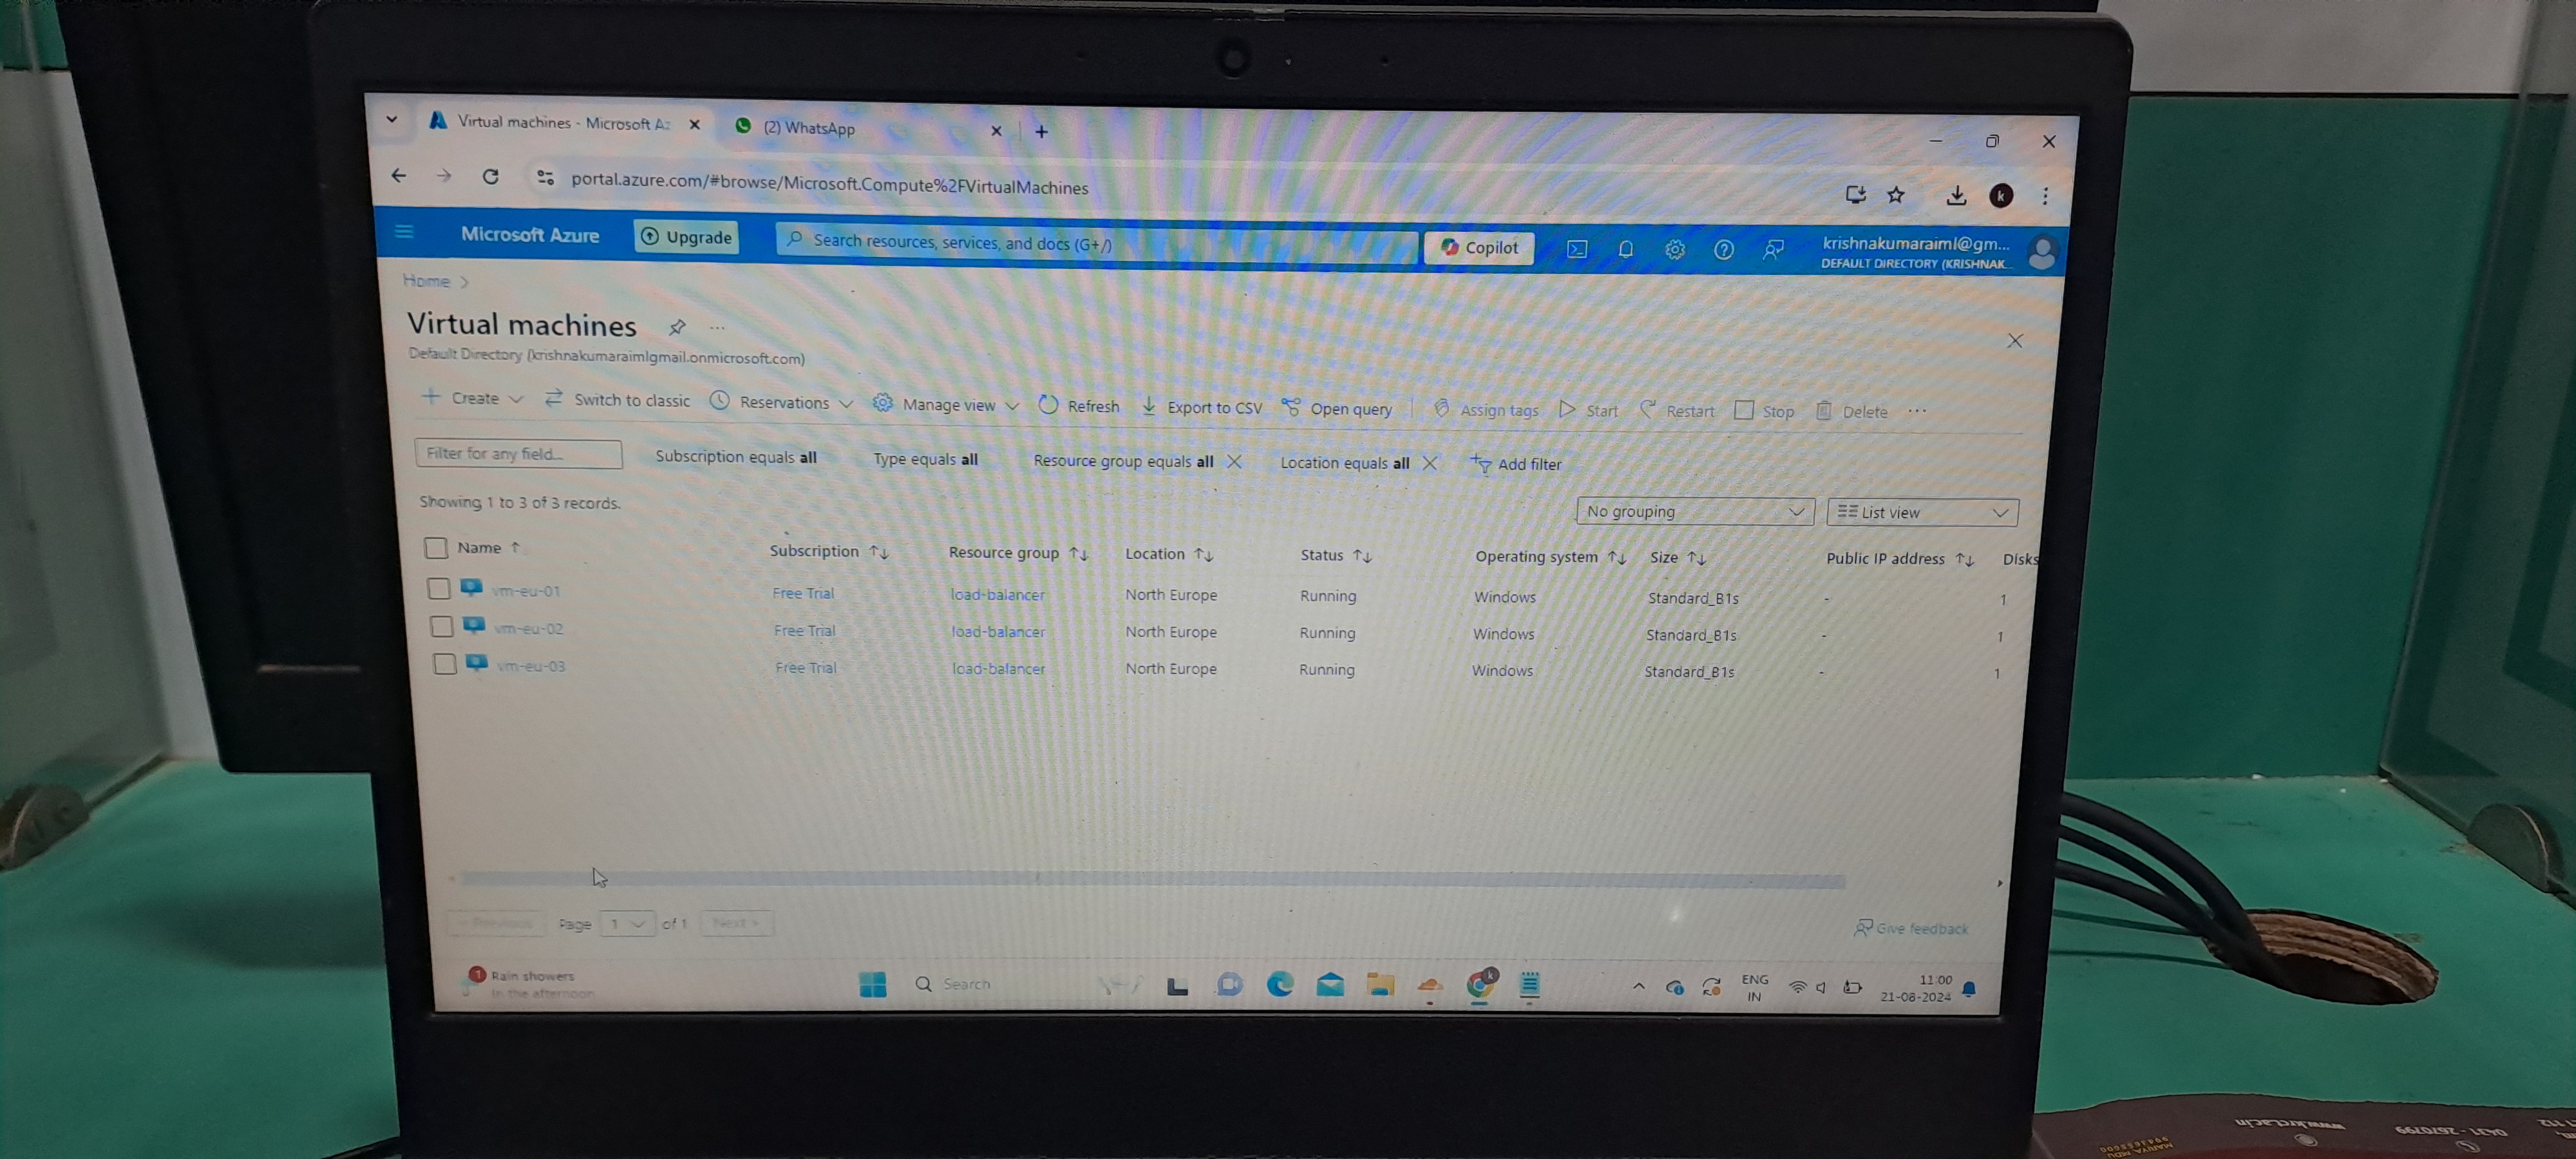 Virtual machines - Microsoft Az
(2) WhatsApp
portal.azure.com/#browse/Microsoft.Compute%2FVirtualMachines
k
Microsoft Azure
Upgrade
Search resources, services, and docs (G+/)
Copilot
krishnakumaraiml@gm...
DEFAULT DIRECTORY (KRISHNAK...
Home >
Virtual machines
...
Default Directory (krishnakumaraimlgmail.onmicrosoft.com)
+ Create Switch to classic Reservations Manage view Refresh Export to CSV Open query Assign tags Start Restart Stop Delete ...
Filter for any field... Subscription equals all Type equals all Resource group equals all Location equals all Add filter
Showing 1 to 3 of 3 records.
No grouping List view
Name ↑ Subscription ↑↓ Resource group ↑↓ Location ↑↓ Status ↑↓ Operating system ↑↓ Size ↑↓ Public IP address ↑↓ Disks
vm-eu-01 Free Trial load-balancer North Europe Running Windows Standard_B1s - 1
vm-eu-02 Free Trial load-balancer North Europe Running Windows Standard_B1s - 1
vm-eu-03 Free Trial load-balancer North Europe Running Windows Standard_B1s - 1
< Previous Page 1 of 1 Next >
Give feedback
1
Rain showers
In the afternoon
Search
k
ENG
IN
11:00
21-08-2024
www.krct.ac.in
0431 - 2670799